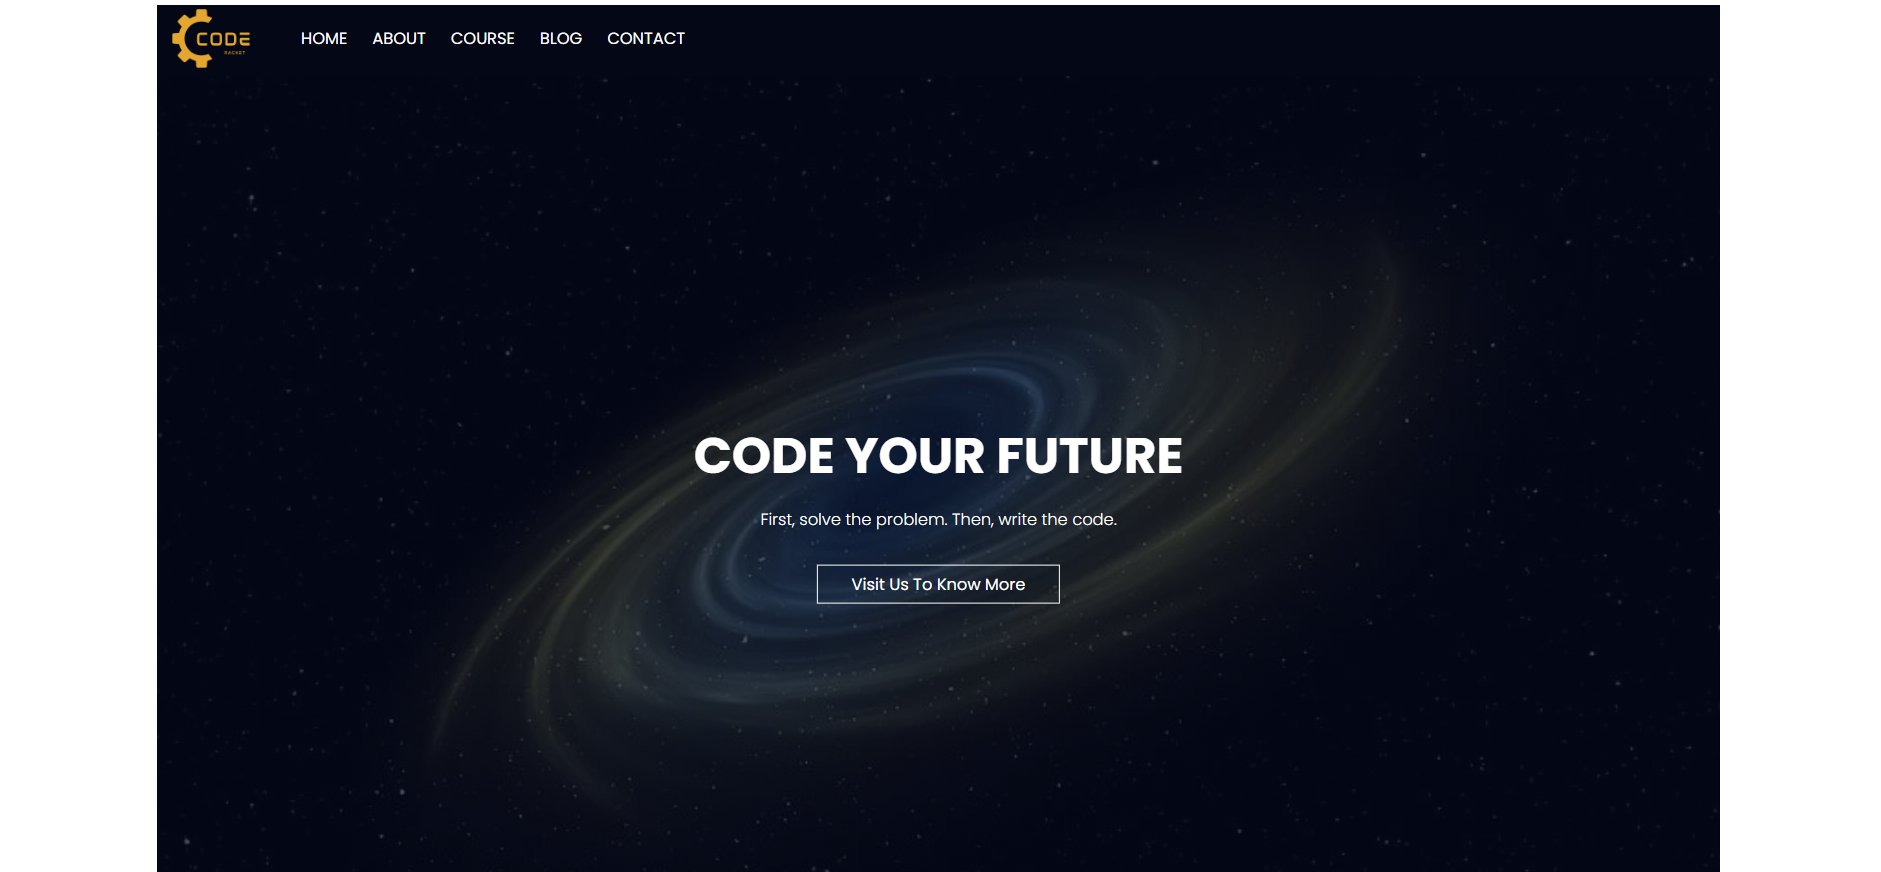 CODE
RACKET
HOME ABOUT COURSE BLOG CONTACT
CODE YOUR FUTURE
First, solve the problem. Then, write the code.
Visit Us To Know More